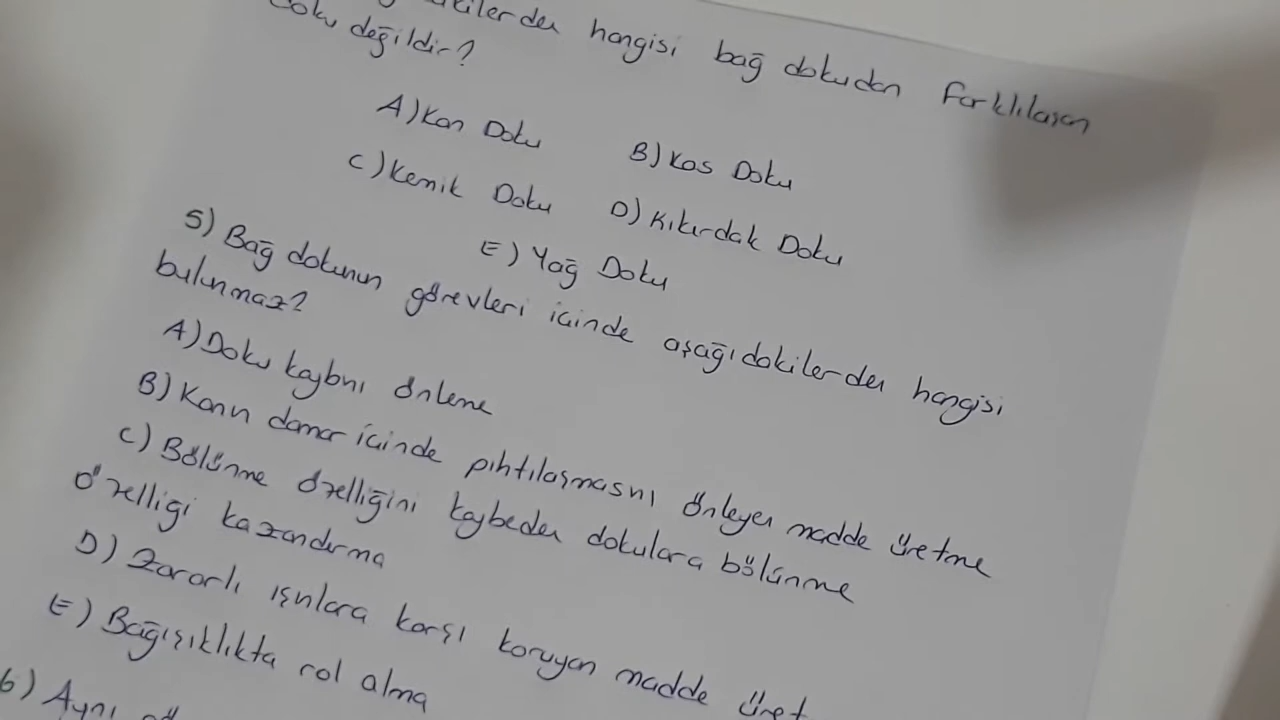 hangisi bağ dokudan farklılaşan
doku değildir?
A) Kan Doku B) Kas Doku
C) Kemik Doku D) Kıkırdak Doku
E) Yağ Doku
5) Bağ dokunun görevleri içinde aşağıdakilerden hangisi
bulunmaz?
A) Doku kaybını önleme
B) Kanın damar içinde pıhtılaşmasını önleyen madde üretme
C) Bölünme özelliğini kaybeden dokulara bölünme
özelligi kazandırma
D) Zararlı ışınlara karşı koruyan madde üret
E) Bağışıklıkta rol alma
6) Aynı